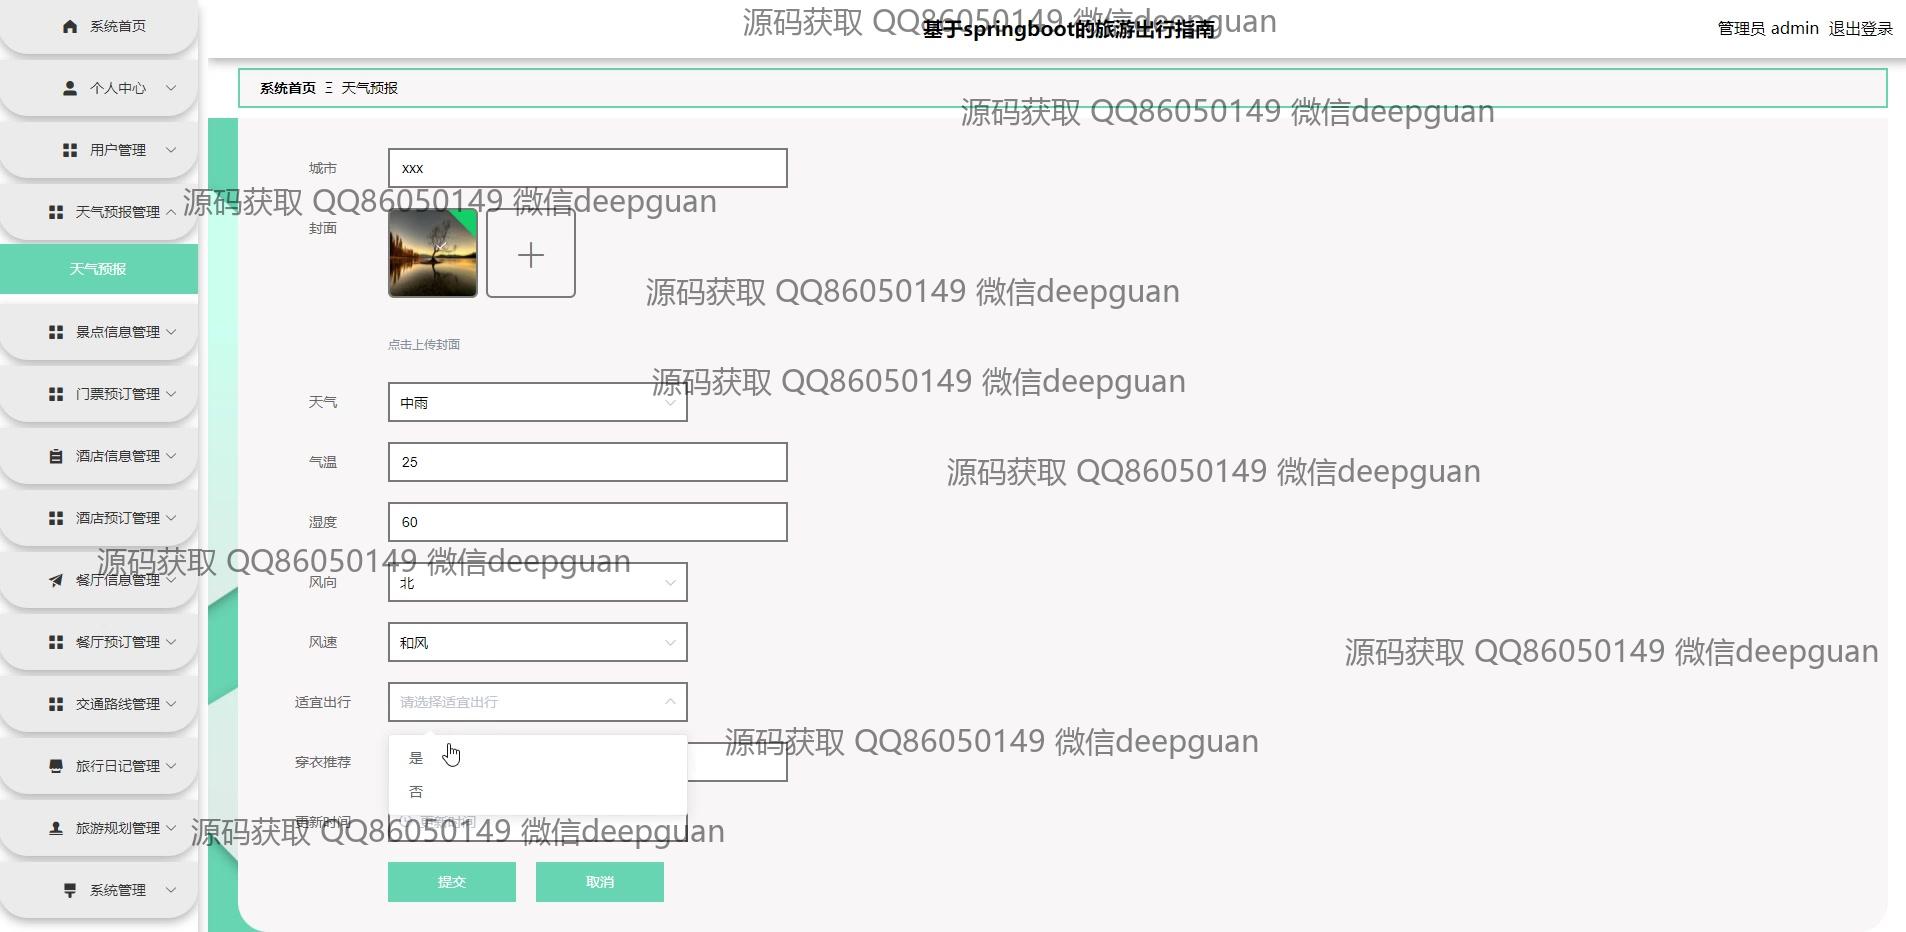 源码获取 QQ86050149 微信deepguan
基于springboot的旅游出行指南
管理员 admin 退出登录
系统首页
个人中心
用户管理
天气预报管理
天气预报
景点信息管理
门票预订管理
酒店信息管理
酒店预订管理
餐厅信息管理
餐厅预订管理
交通路线管理
旅行日记管理
旅游规划管理
系统管理
系统首页 Ξ 天气预报
源码获取 QQ86050149 微信deepguan
城市 xxx
源码获取 QQ86050149 微信deepguan
封面
源码获取 QQ86050149 微信deepguan
点击上传封面
源码获取 QQ86050149 微信deepguan
天气 中雨
气温 25
源码获取 QQ86050149 微信deepguan
湿度 60
源码获取 QQ86050149 微信deepguan
风向 北
风速 和风
源码获取 QQ86050149 微信deepguan
适宜出行 请选择适宜出行
源码获取 QQ86050149 微信deepguan
是
穿衣推荐
否
更新时间 更新时间
源码获取 QQ86050149 微信deepguan
提交 取消